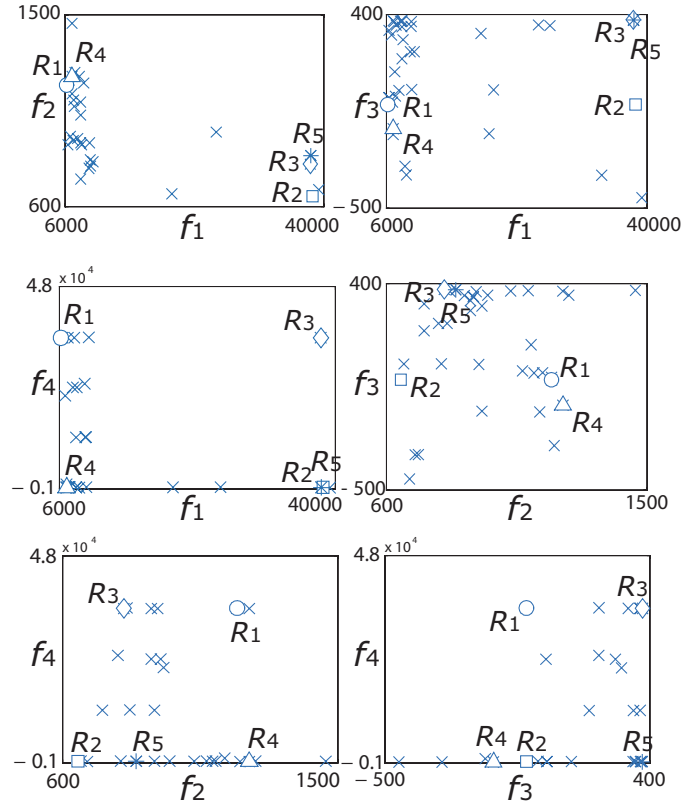 1500
R1 R4
f2
R5
R3
R2
600
6000 f1 40000
400
R3
R5
f3 R1
R2
R4
- 500
6000 f1 40000
4.8 x 10^4
R1
R3
f4
R4
R2 R5
- 0.1
6000 f1 40000
400
R3
R5
f3
R1
R2
R4
-500
600 f2 1500
4.8 x 10^4
R3
R1
f4
R2 R5 R4
- 0.1
600 f2 1500
4.8 x 10^4
R3
R1
f4
R4 R2 R5
- 0.1
-500 f3 400